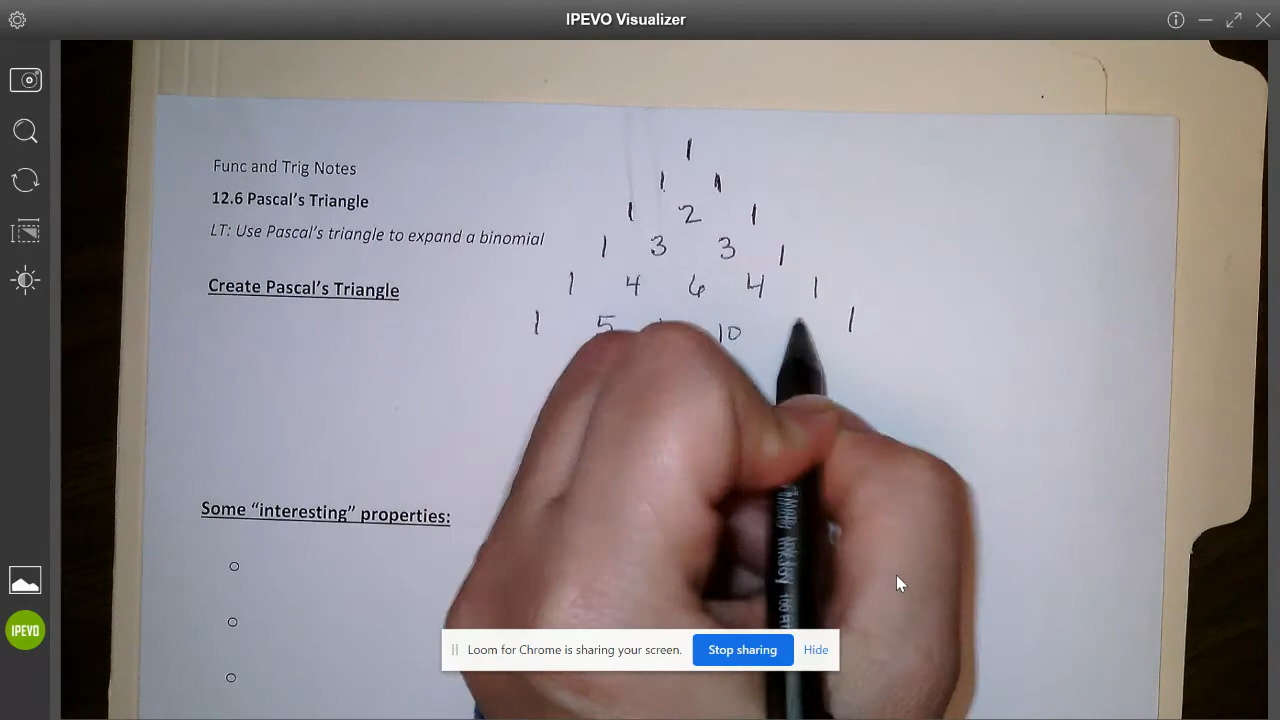 IPEVO Visualizer
Func and Trig Notes
12.6 Pascal's Triangle
LT: Use Pascal's triangle to expand a binomial
Create Pascal's Triangle
1
1 1
1 2 1
1 3 3 1
1 4 6 4 1
1 5 10 1
Some "interesting" properties:
Loom for Chrome is sharing your screen. Stop sharing Hide
IPEVO